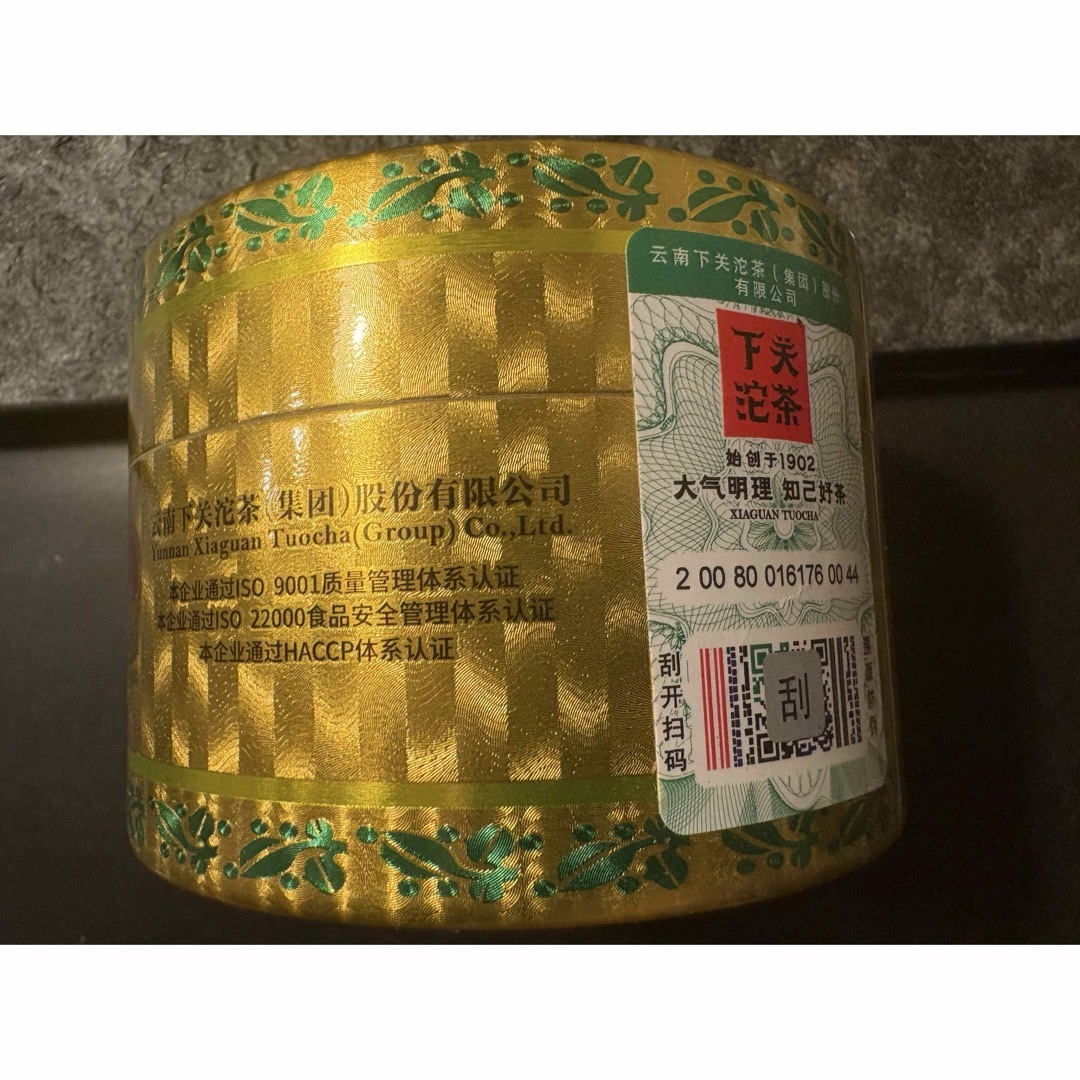 云南下关沱茶(集团)股份有限公司
Yunnan Xiaguan Tuocha(Group) Co.,Ltd.
本企业通过ISO 9001质量管理体系认证
本企业通过ISO 22000食品安全管理体系认证
本企业通过HACCP体系认证
云南下关沱茶(集团)股份
有限公司
下关
沱茶
始创于1902
大气明理 知己好茶
XIAGUAN TUOCHA
2 00 80 016176 00 44
刮开扫码
刮